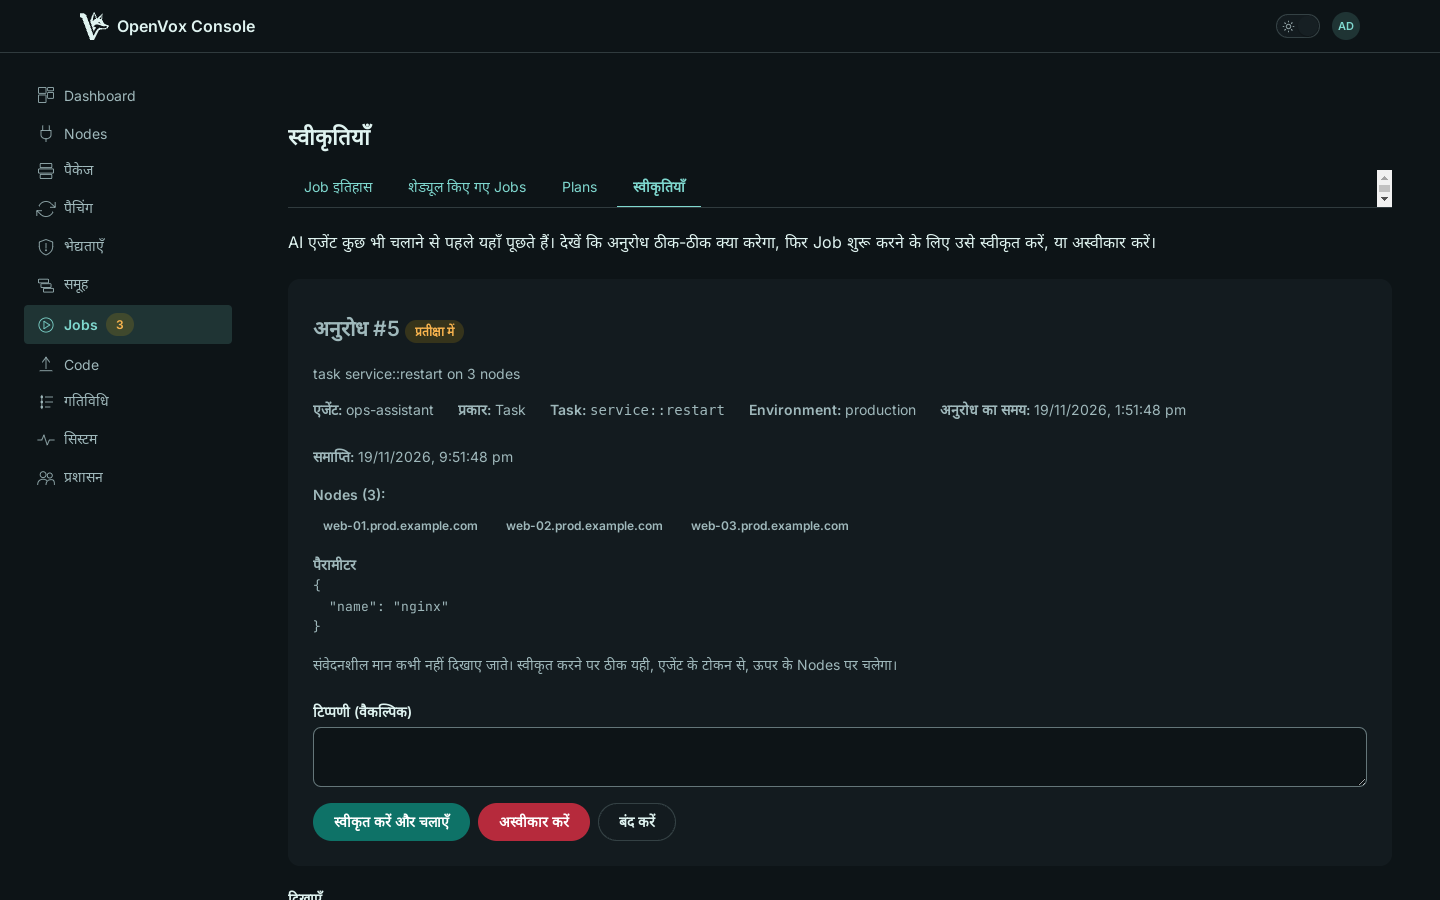 OpenVox Console
AD
Dashboard
Nodes
पैकेज
पैचिंग
भेद्यताएँ
समूह
Jobs 3
Code
गतिविधि
सिस्टम
प्रशासन
स्वीकृतियाँ
Job इतिहास शेड्यूल किए गए Jobs Plans स्वीकृतियाँ
AI एजेंट कुछ भी चलाने से पहले यहाँ पूछते हैं। देखें कि अनुरोध ठीक-ठीक क्या करेगा, फिर Job शुरू करने के लिए उसे स्वीकृत करें, या अस्वीकार करें।
अनुरोध #5 प्रतीक्षा में
task service::restart on 3 nodes
एजेंट: ops-assistant प्रकार: Task Task: service::restart Environment: production अनुरोध का समय: 19/11/2026, 1:51:48 pm
समाप्ति: 19/11/2026, 9:51:48 pm
Nodes (3):
web-01.prod.example.com web-02.prod.example.com web-03.prod.example.com
पैरामीटर
{
"name": "nginx"
}
संवेदनशील मान कभी नहीं दिखाए जाते। स्वीकृत करने पर ठीक यही, एजेंट के टोकन से, ऊपर के Nodes पर चलेगा।
टिप्पणी (वैकल्पिक)
स्वीकृत करें और चलाएँ अस्वीकार करें बंद करें
दिखाएँ